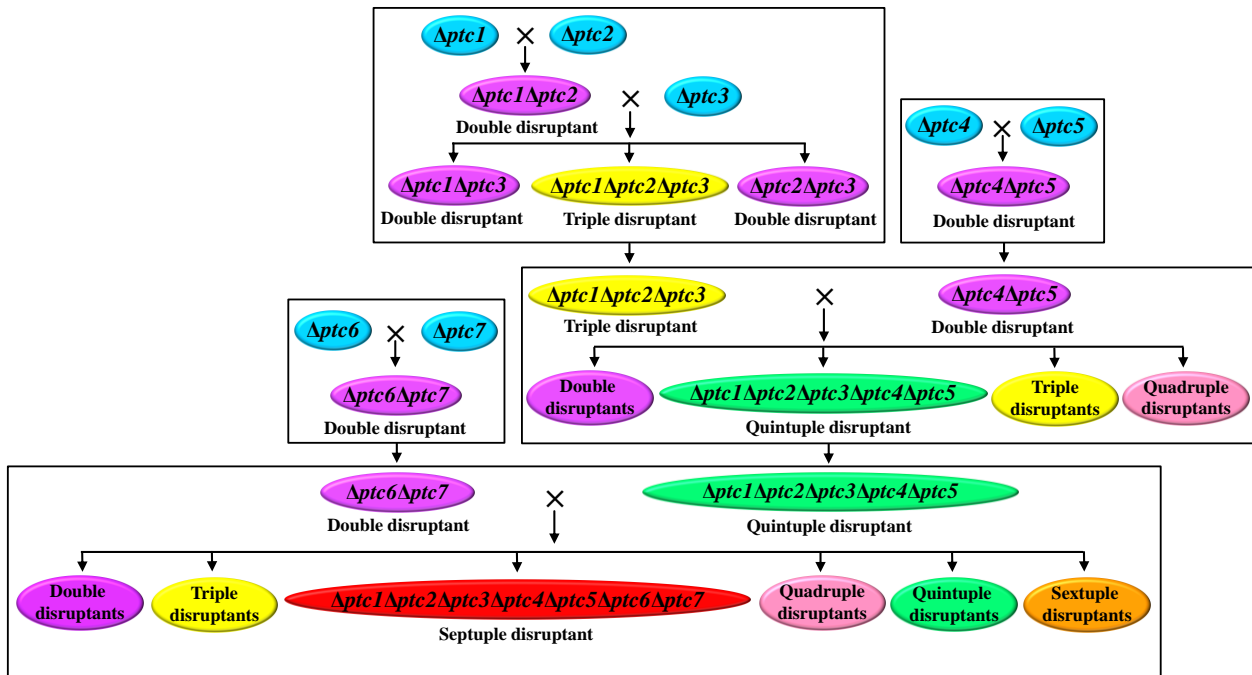 Δptc1 × Δptc2
Δptc1Δptc2 × Δptc3
Double disruptant
Δptc1Δptc3 Δptc1Δptc2Δptc3 Δptc2Δptc3
Double disruptant Triple disruptant Double disruptant
Δptc4 × Δptc5
Δptc4Δptc5
Double disruptant
Δptc1Δptc2Δptc3 × Δptc4Δptc5
Triple disruptant Double disruptant
Double Δptc1Δptc2Δptc3Δptc4Δptc5 Triple Quadruple
disruptants Quintuple disruptant disruptants disruptants
Δptc6 × Δptc7
Δptc6Δptc7
Double disruptant
Δptc6Δptc7 × Δptc1Δptc2Δptc3Δptc4Δptc5
Double disruptant Quintuple disruptant
Double Triple Δptc1Δptc2Δptc3Δptc4Δptc5Δptc6Δptc7 Quadruple Quintuple Sextuple
disruptants disruptants Septuple disruptant disruptants disruptants disruptants